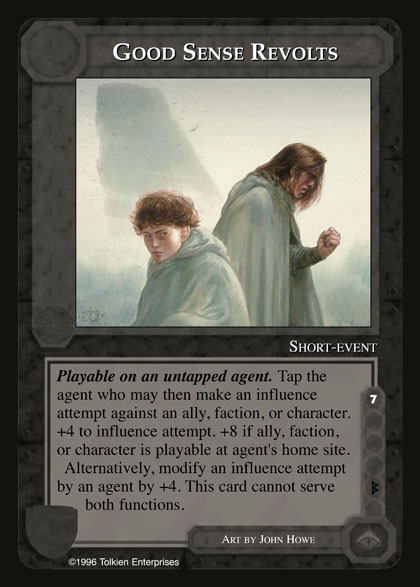 GOOD SENSE REVOLTS
SHORT-EVENT
Playable on an untapped agent. Tap the
agent who may then make an influence
attempt against an ally, faction, or character.
+4 to influence attempt. +8 if ally, faction,
or character is playable at agent's home site.
Alternatively, modify an influence attempt
by an agent by +4. This card cannot serve
both functions.
7
ART BY JOHN HOWE
©1996 Tolkien Enterprises